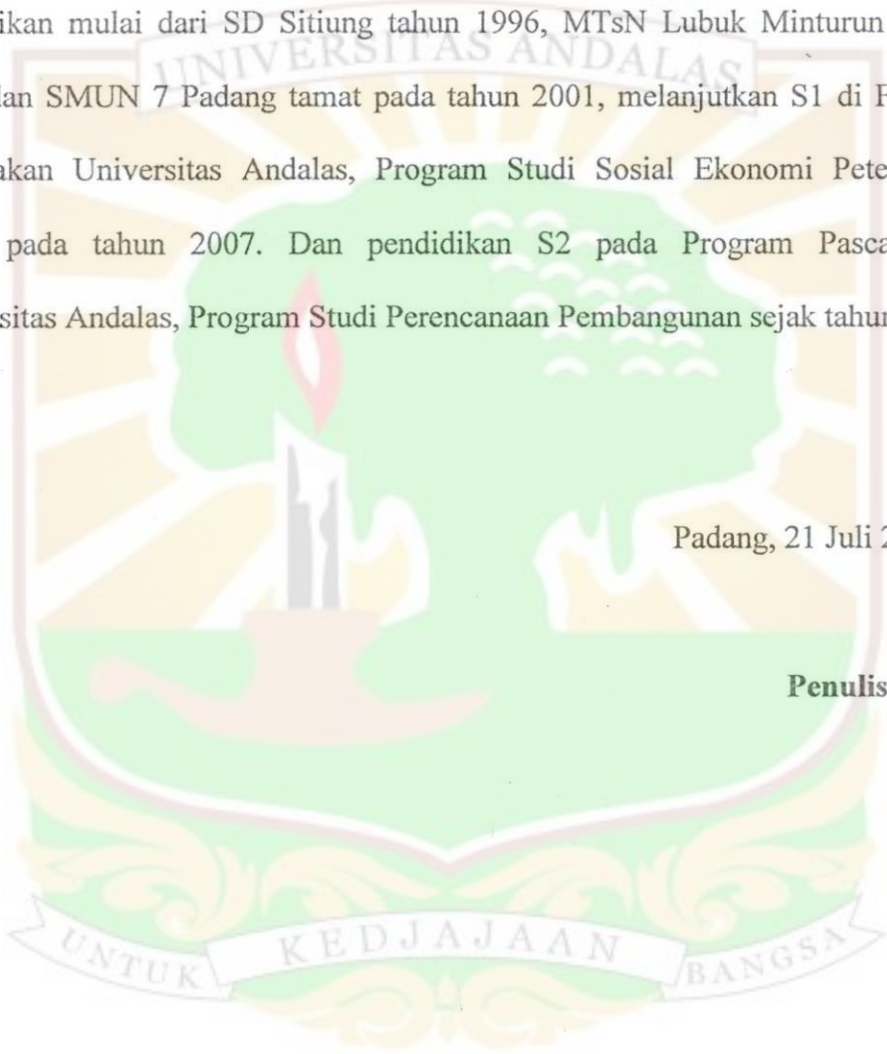 ikan mulai dari SD Sitiung tahun 1996, MTsN Lubuk Minturun
UNIVERSITAS ANDALAS
dan SMUN 7 Padang tamat pada tahun 2001, melanjutkan S1 di F
akan Universitas Andalas, Program Studi Sosial Ekonomi Pete
pada tahun 2007. Dan pendidikan S2 pada Program Pasca
sitas Andalas, Program Studi Perencanaan Pembangunan sejak tahun
Padang, 21 Juli 2
Penulis
UNTUK KEDJAJAAN BANGSA